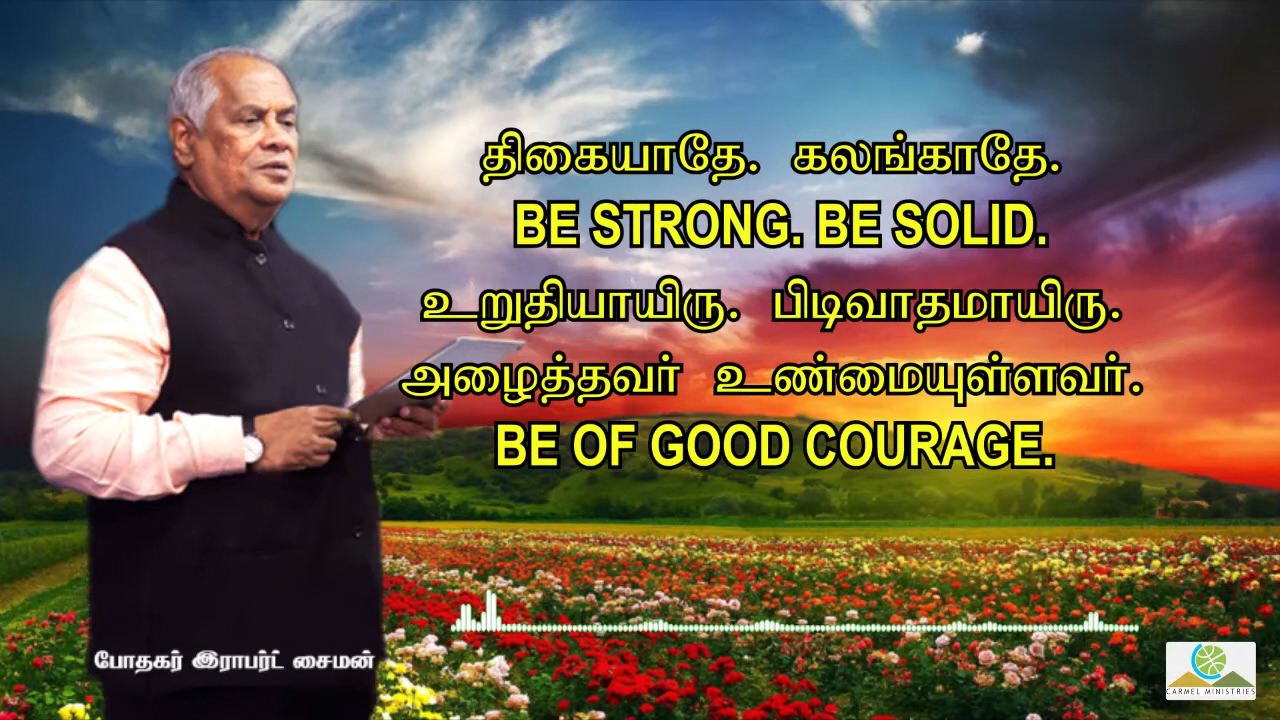 திகையாதே. கலங்காதே.
BE STRONG. BE SOLID.
உறுதியாயிரு. பிடிவாதமாயிரு.
அழைத்தவர் உண்மையுள்ளவர்.
BE OF GOOD COURAGE.
போதகர் இராபர்ட் சைமன்
CARMEL MINISTRIES